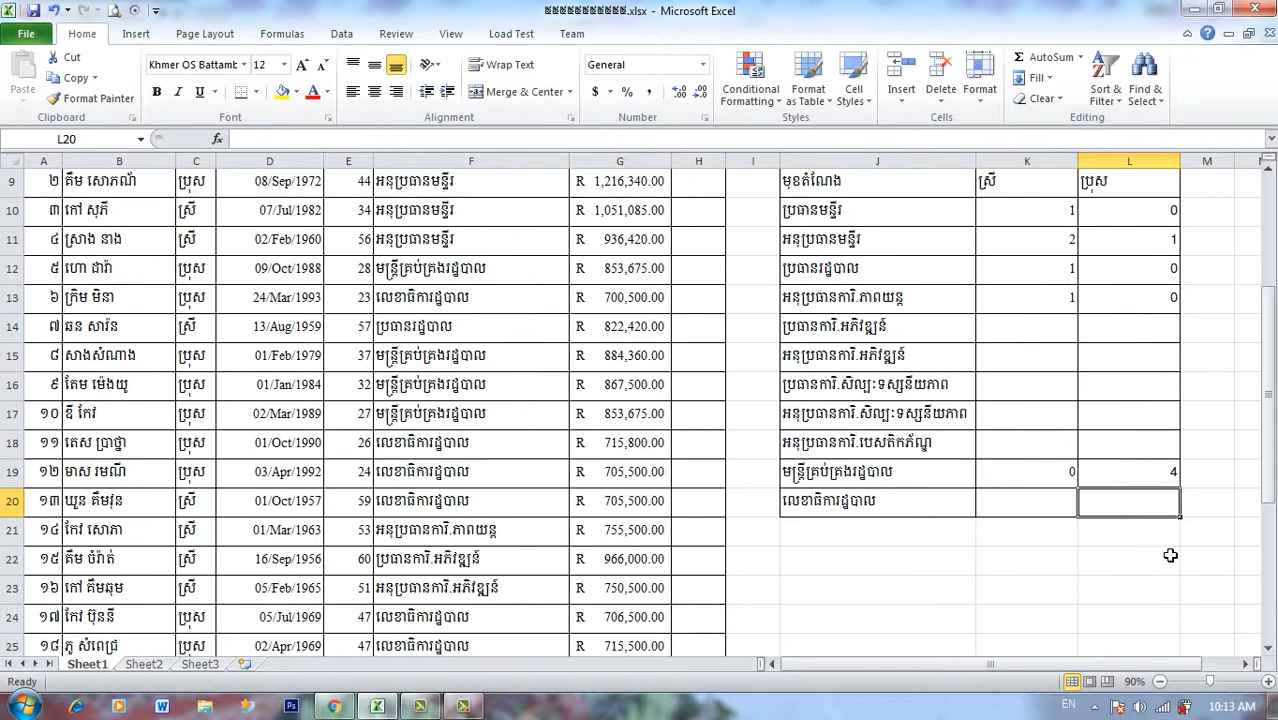 ៥៥៥៥៥៥៥៥៥៥៥.xlsx - Microsoft Excel
File Home Insert Page Layout Formulas Data Review View Load Test Team
Cut
Copy
Format Painter
Paste
Clipboard
Khmer OS Battamb 12
B I U
Font
Wrap Text
Merge & Center
Alignment
General
$ % ,
Number
Conditional Formatting
Format as Table
Cell Styles
Styles
Insert Delete Format
Cells
AutoSum
Fill
Clear
Sort & Filter
Find & Select
Editing
L20 fx
A B C D E F G H I J K L M
9 ២ គឹម សោភណ័ ប្រុស 08/Sep/1972 44 អនុប្រធានមន្ទីរ R 1,216,340.00 មុខតំណែង ស្រី ប្រុស
10 ៣ កៅ សុភី ស្រី 07/Jul/1982 34 អនុប្រធានមន្ទីរ R 1,051,085.00 ប្រធានមន្ទីរ 1 0
11 ៤ ស្រាង នាង ស្រី 02/Feb/1960 56 អនុប្រធានមន្ទីរ R 936,420.00 អនុប្រធានមន្ទីរ 2 1
12 ៥ ហោ ដារ៉ា ប្រុស 09/Oct/1988 28 មន្ត្រីគ្រប់គ្រងរដ្ឋបាល R 853,675.00 ប្រធានរដ្ឋបាល 1 0
13 ៦ ក្រិម មិនា ប្រុស 24/Mar/1993 23 លេខាធិការដ្ឋបាល R 700,500.00 អនុប្រធានការិ.ភាពយន្ត 1 0
14 ៧ ឆន សារ៉ន ស្រី 13/Aug/1959 57 ប្រធានរដ្ឋបាល R 822,420.00 ប្រធានការិ.អភិវឌ្ឍន៍
15 ៨ សាងសំណាង ប្រុស 01/Feb/1979 37 មន្ត្រីគ្រប់គ្រងរដ្ឋបាល R 884,360.00 អនុប្រធានការិ.អភិវឌ្ឍន៍
16 ៩ តែម ម៉េងយូ ប្រុស 01/Jan/1984 32 មន្ត្រីគ្រប់គ្រងរដ្ឋបាល R 867,500.00 ប្រធានការិ.សិល្បៈទស្សនីយភាព
17 ១០ ឌី កែវ ប្រុស 02/Mar/1989 27 មន្ត្រីគ្រប់គ្រងរដ្ឋបាល R 853,675.00 អនុប្រធានការិ.សិល្បៈទស្សនីយភាព
18 ១១ តេស ប្រាថ្នា ប្រុស 01/Oct/1990 26 លេខាធិការដ្ឋបាល R 715,800.00 អនុប្រធានការិ.បេសតិកភ័ណ្ឌ
19 ១២ មាស រមណី ប្រុស 03/Apr/1992 24 លេខាធិការដ្ឋបាល R 705,500.00 មន្ត្រីគ្រប់គ្រងរដ្ឋបាល 0 4
20 ១៣ ឃួន គឹមវ៉ុន ស្រី 01/Oct/1957 59 លេខាធិការដ្ឋបាល R 705,500.00 លេខាធិការដ្ឋបាល
21 ១៤ កែវ សោភា ស្រី 01/Mar/1963 53 អនុប្រធានការិ.ភាពយន្ត R 755,500.00
22 ១៥ គឹម ចំរ៉ាត់ ស្រី 16/Sep/1956 60 ប្រធានការិ.អភិវឌ្ឍន៍ R 966,000.00
23 ១៦ កៅ គឹមឆុម ស្រី 05/Feb/1965 51 អនុប្រធានការិ.អភិវឌ្ឍន៍ R 750,500.00
24 ១៧ កែវ ប៊ុននី ប្រុស 05/Jul/1969 47 លេខាធិការដ្ឋបាល R 706,500.00
25 ១៨ ភូ សំពេជ្រ ប្រុស 02/Apr/1969 47 លេខាធិការដ្ឋបាល R 715,500.00
Sheet1 Sheet2 Sheet3
Ready 90%
EN 10:13 AM